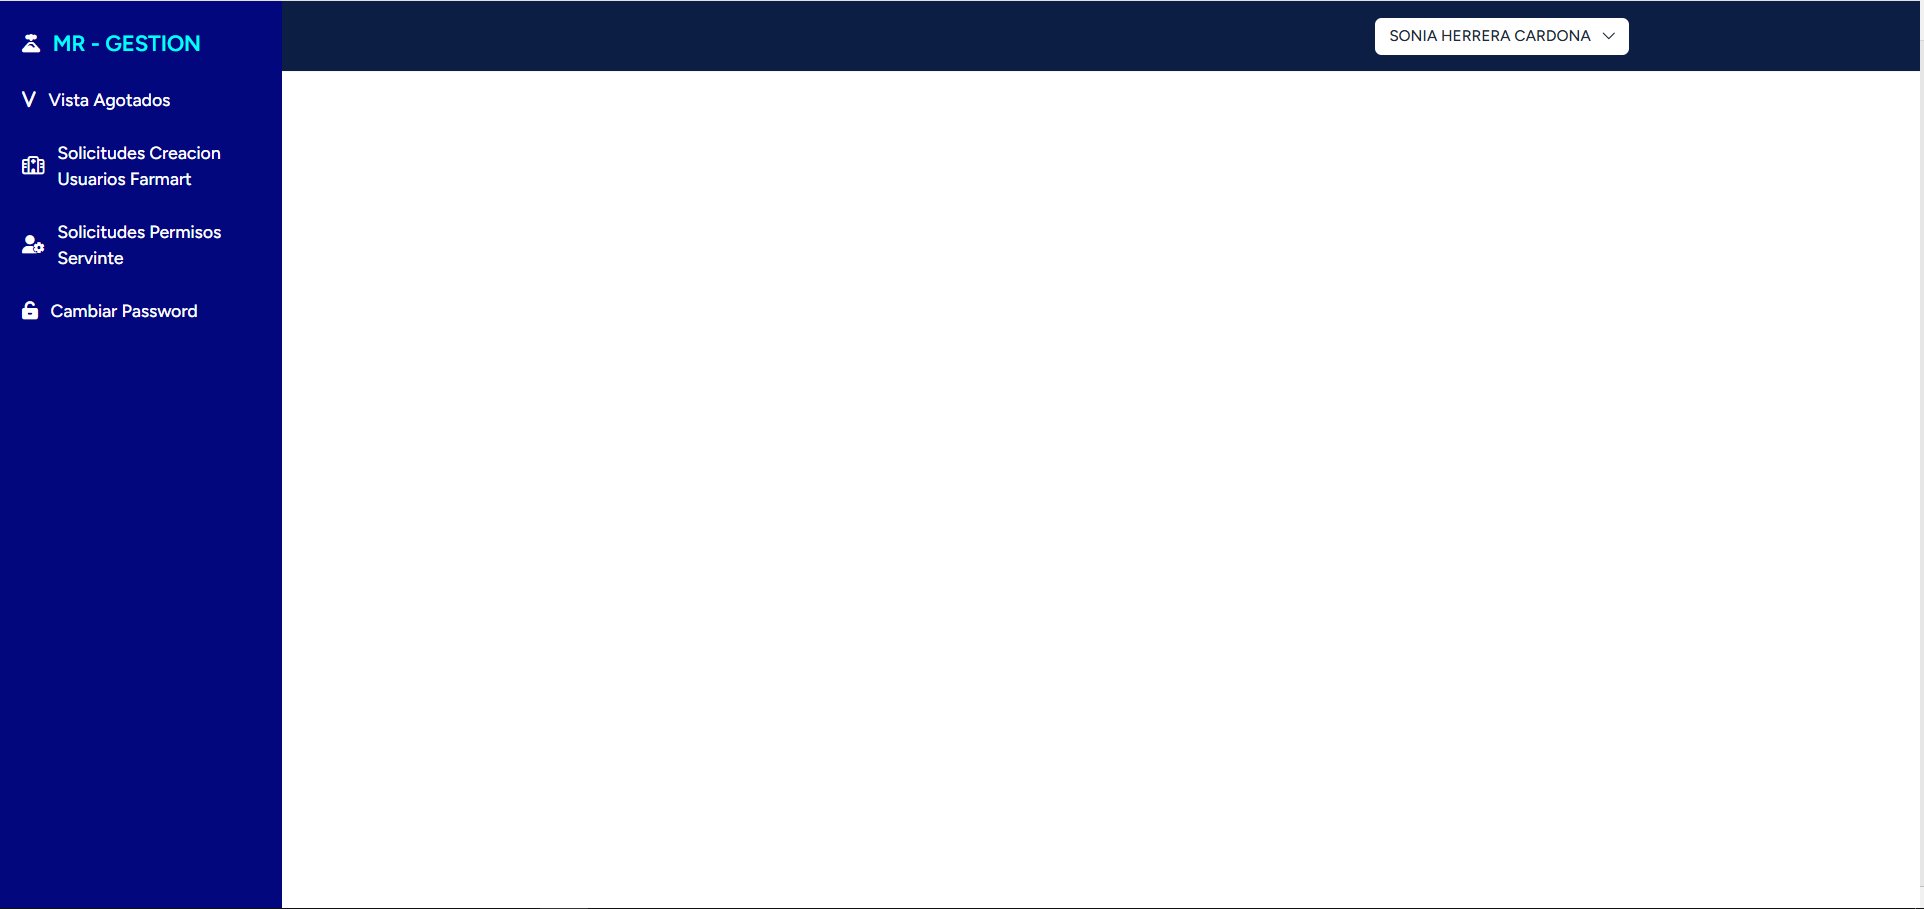 MR - GESTION
SONIA HERRERA CARDONA
V Vista Agotados
Solicitudes Creacion
Usuarios Farmart
Solicitudes Permisos
Servinte
Cambiar Password